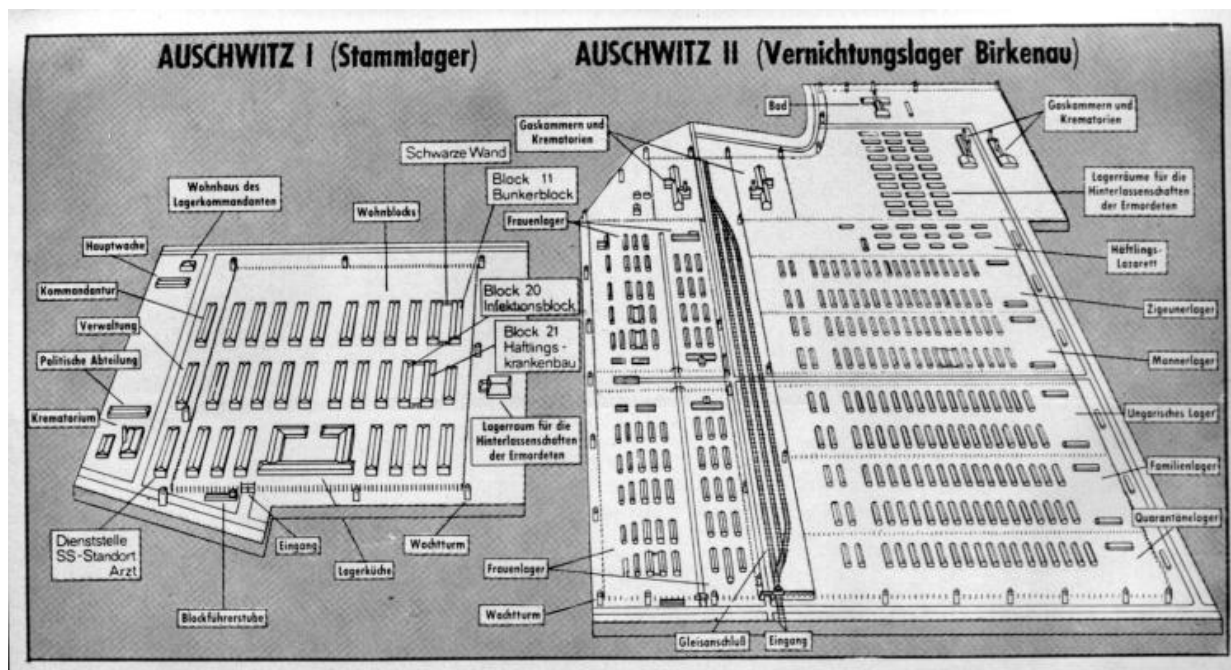 AUSCHWITZ I (Stammlager)
AUSCHWITZ II (Vernichtungslager Birkenau)
Schwarze Wand
Block 11
Bunkerblock
Wohnhaus des
Lagerkommandanten
Wohnblocks
Hauptwache
Kommandantur
Block 20
Infektionsblock
Verwaltung
Block 21
Häftlings-
krankenbau
Politische Abteilung
Krematorium
Lagerraum für die
Hinterlassenschaften
der Ermordeten
Dienststelle
SS-Standort
Arzt
Eingang
Lagerküche
Wachtturm
Blockführerstube
Bad
Gaskammern und
Krematorien
Gaskammern und
Krematorien
Frauenlager
Lagerräume für die
Hinterlassenschaften
der Ermordeten
Häftlings-
Lazarett
Zigeunerlager
Männerlager
Ungarisches Lager
Familienlager
Quarantänelager
Frauenlager
Wachtturm
Gleisanschluß
Eingang